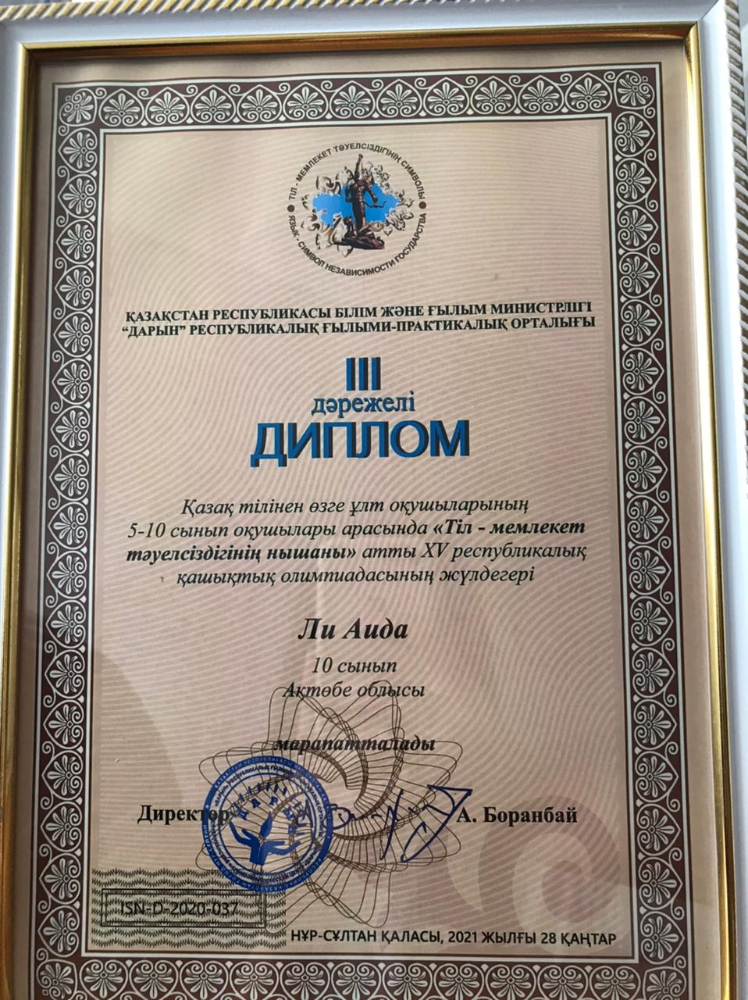 ТІЛ - МЕМЛЕКЕТ ТӘУЕЛСІЗДІГІНІҢ СИМВОЛЫ
ЯЗЫК - СИМВОЛ НЕЗАВИСИМОСТИ ГОСУДАРСТВА
ҚАЗАҚСТАН РЕСПУБЛИКАСЫ БІЛІМ ЖӘНЕ ҒЫЛЫМ МИНИСТРЛІГІ
“ДАРЫН” РЕСПУБЛИКАЛЫҚ ҒЫЛЫМИ-ПРАКТИКАЛЫҚ ОРТАЛЫҒЫ
III
дәрежелі
ДИПЛОМ
Қазақ тілінен өзге ұлт оқушыларының
5-10 сынып оқушылары арасында «Тіл - мемлекет
тәуелсіздігінің нышаны» атты XV республикалық
қашықтық олимпиадасының жүлдегері
Ли Аида
10 сынып
Ақтөбе облысы
марапатталады
Директор А. Боранбай
ISN-D-2020-037
НҰР-СҰЛТАН ҚАЛАСЫ, 2021 ЖЫЛҒЫ 28 ҚАҢТАР